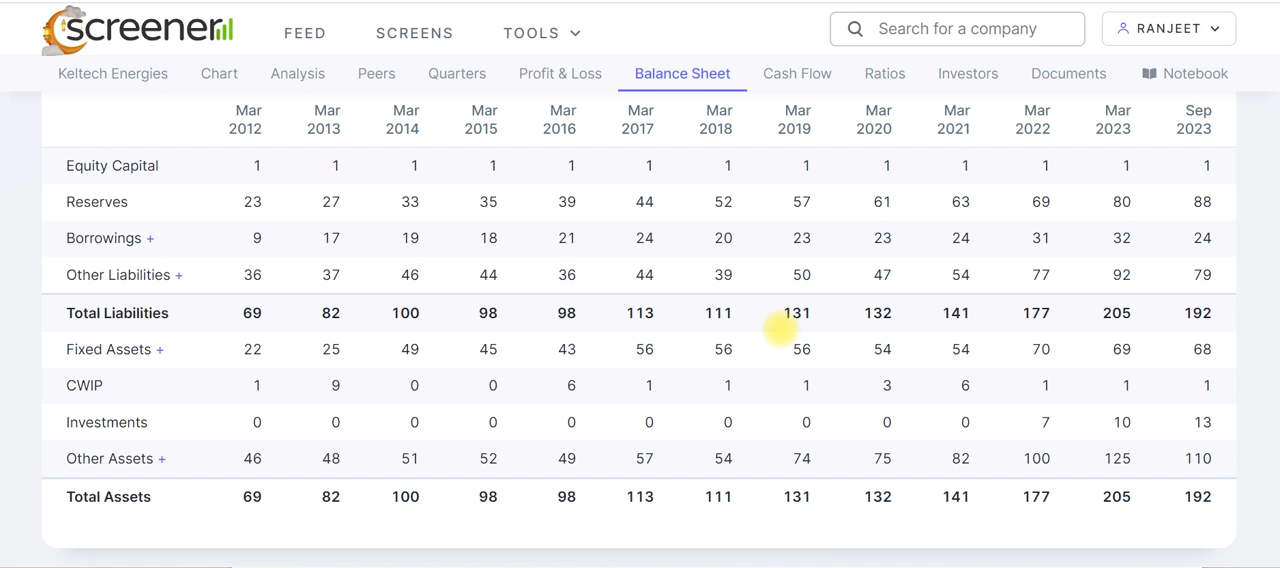 screener
FEED SCREENS TOOLS
Search for a company
RANJEET
Keltech Energies Chart Analysis Peers Quarters Profit & Loss Balance Sheet Cash Flow Ratios Investors Documents Notebook
Mar Mar Mar Mar Mar Mar Mar Mar Mar Mar Mar Mar Sep
2012 2013 2014 2015 2016 2017 2018 2019 2020 2021 2022 2023 2023
Equity Capital 1 1 1 1 1 1 1 1 1 1 1 1 1
Reserves 23 27 33 35 39 44 52 57 61 63 69 80 88
Borrowings + 9 17 19 18 21 24 20 23 23 24 31 32 24
Other Liabilities + 36 37 46 44 36 44 39 50 47 54 77 92 79
Total Liabilities 69 82 100 98 98 113 111 131 132 141 177 205 192
Fixed Assets + 22 25 49 45 43 56 56 56 54 54 70 69 68
CWIP 1 9 0 0 6 1 1 1 3 6 1 1 1
Investments 0 0 0 0 0 0 0 0 0 0 7 10 13
Other Assets + 46 48 51 52 49 57 54 74 75 82 100 125 110
Total Assets 69 82 100 98 98 113 111 131 132 141 177 205 192